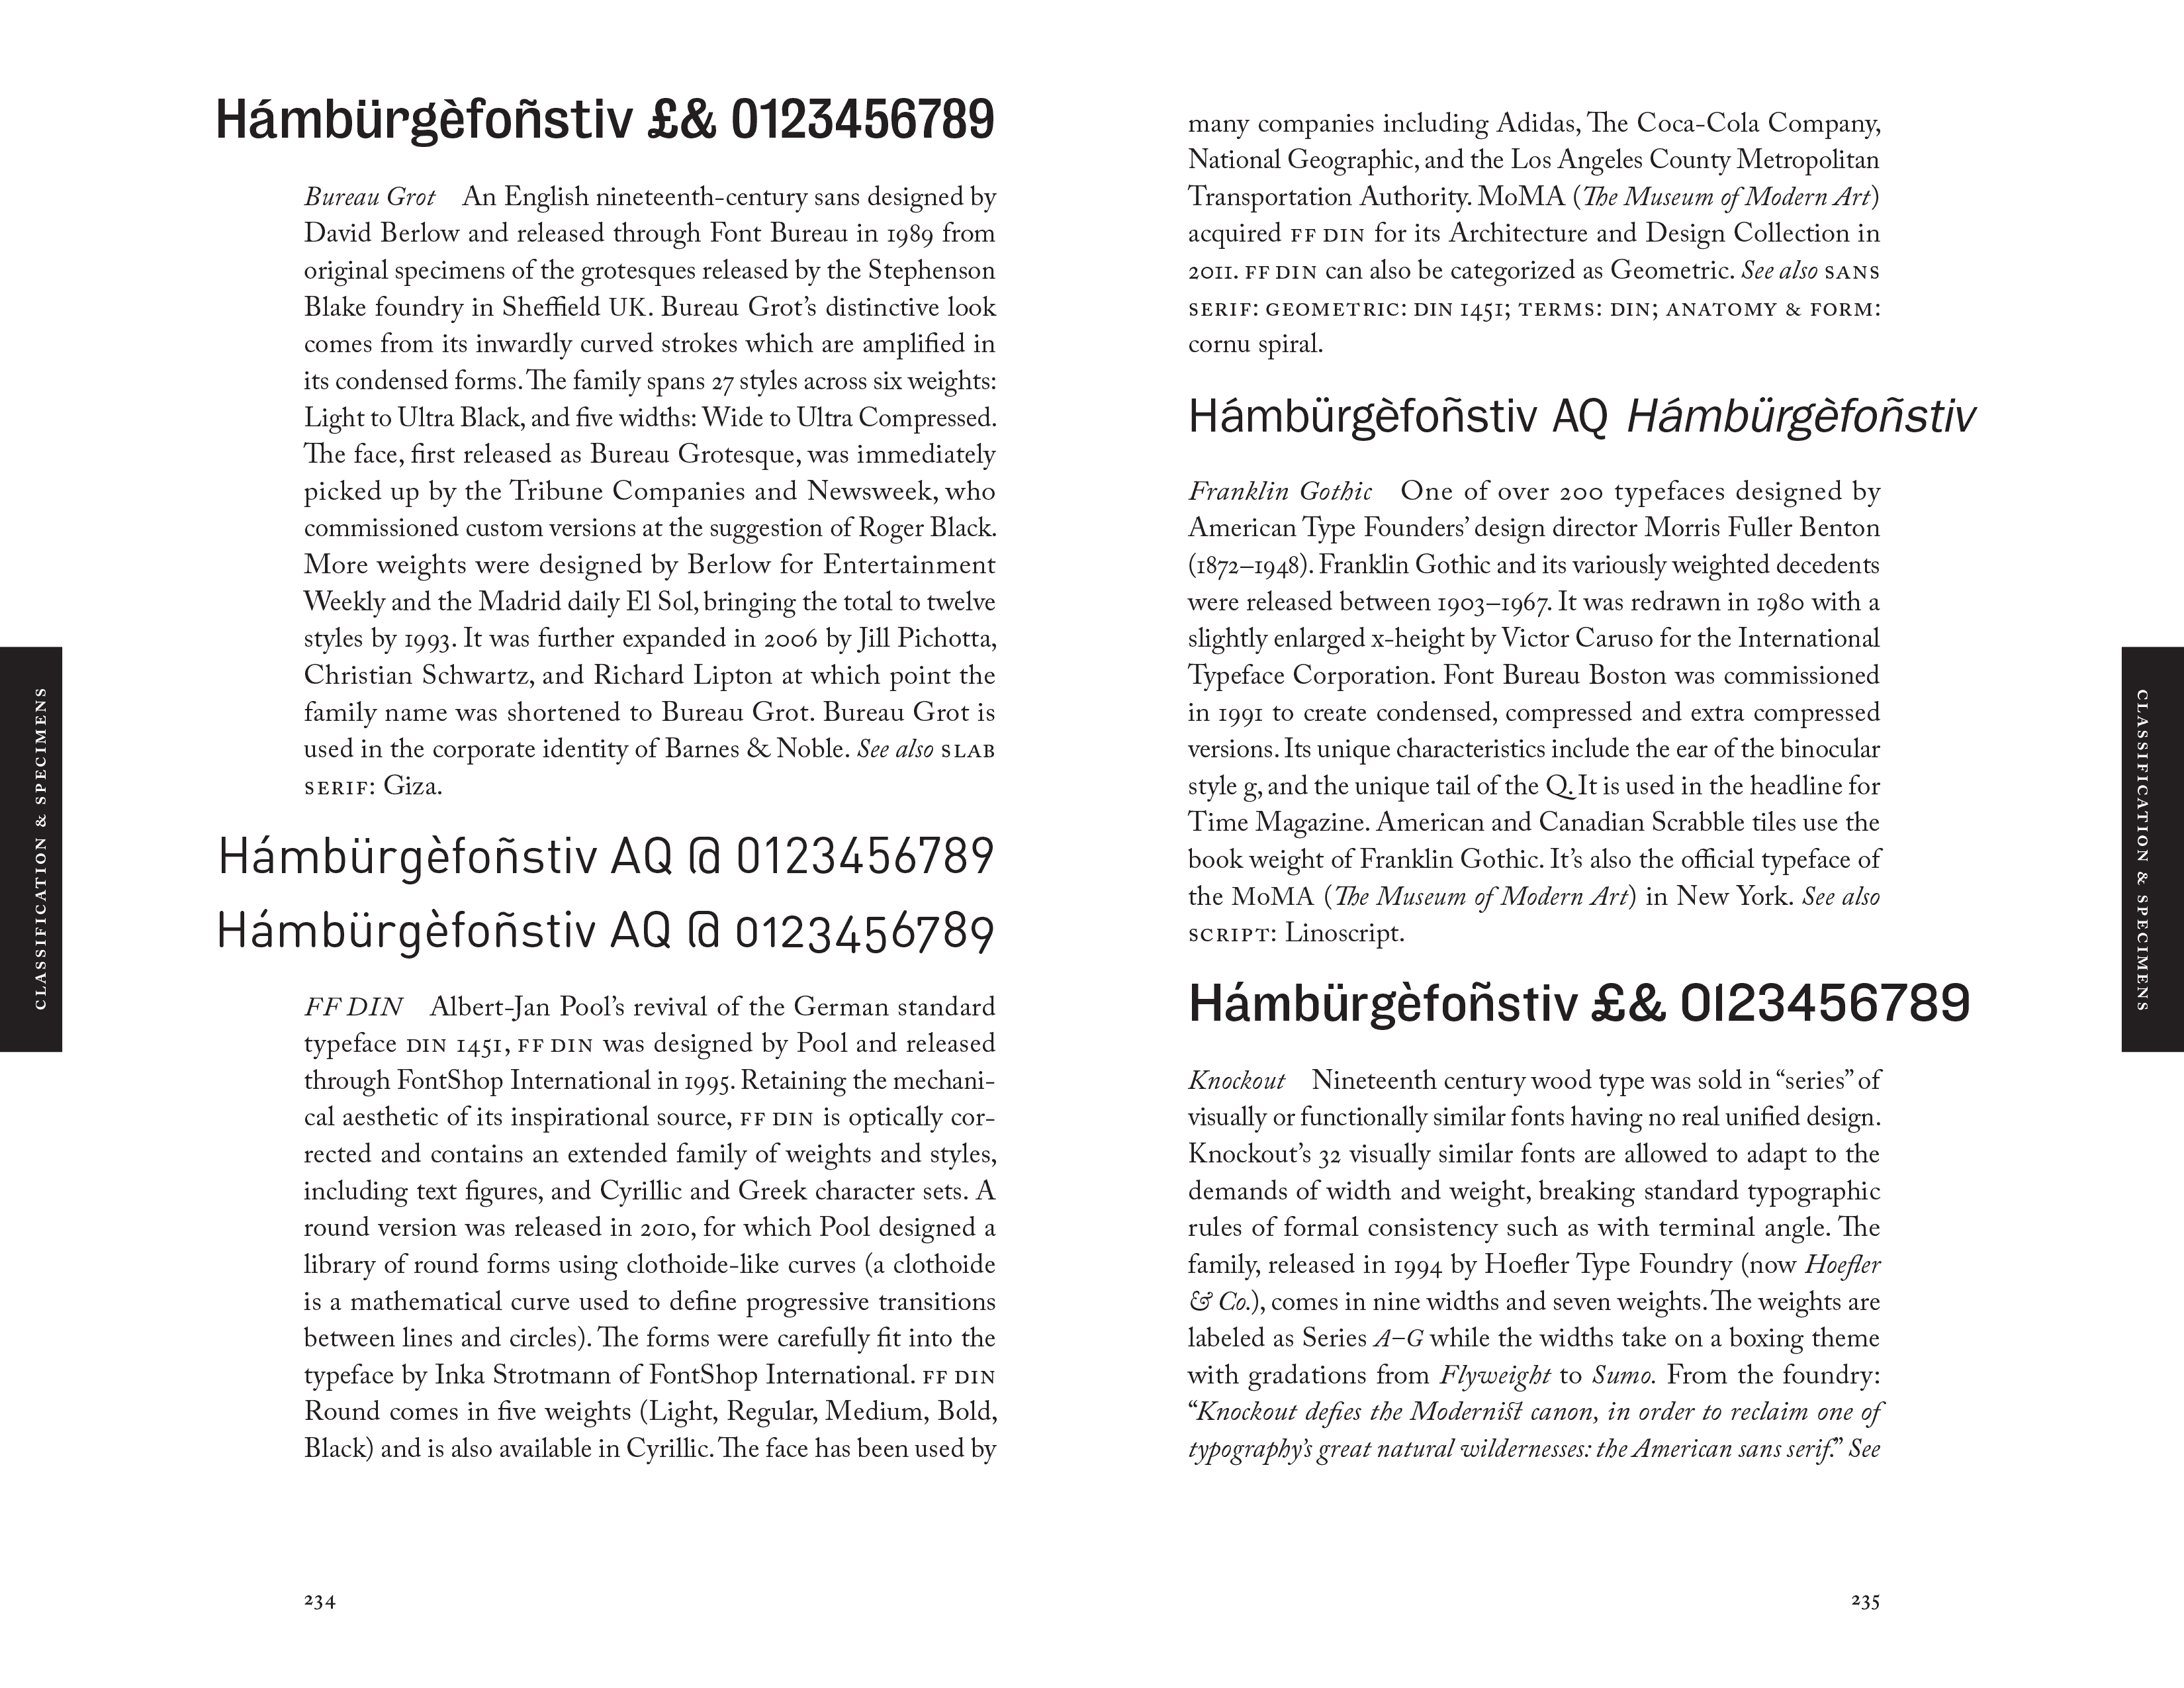 Hámbürgèfoñstiv £& 0123456789
Bureau Grot An English nineteenth-century sans designed by
David Berlow and released through Font Bureau in 1989 from
original specimens of the grotesques released by the Stephenson
Blake foundry in Sheffield UK. Bureau Grot’s distinctive look
comes from its inwardly curved strokes which are amplified in
its condensed forms. The family spans 27 styles across six weights:
Light to Ultra Black, and five widths: Wide to Ultra Compressed.
The face, first released as Bureau Grotesque, was immediately
picked up by the Tribune Companies and Newsweek, who
commissioned custom versions at the suggestion of Roger Black.
More weights were designed by Berlow for Entertainment
Weekly and the Madrid daily El Sol, bringing the total to twelve
styles by 1993. It was further expanded in 2006 by Jill Pichotta,
Christian Schwartz, and Richard Lipton at which point the
family name was shortened to Bureau Grot. Bureau Grot is
used in the corporate identity of Barnes & Noble. See also SLAB
SERIF: Giza.
Hámbürgèfoñstiv AQ @ 0123456789
Hámbürgèfoñstiv AQ @ 0123456789
FF DIN Albert-Jan Pool’s revival of the German standard
typeface DIN 1451, FF DIN was designed by Pool and released
through FontShop International in 1995. Retaining the mechani-
cal aesthetic of its inspirational source, FF DIN is optically cor-
rected and contains an extended family of weights and styles,
including text figures, and Cyrillic and Greek character sets. A
round version was released in 2010, for which Pool designed a
library of round forms using clothoide-like curves (a clothoide
is a mathematical curve used to define progressive transitions
between lines and circles). The forms were carefully fit into the
typeface by Inka Strotmann of FontShop International. FF DIN
Round comes in five weights (Light, Regular, Medium, Bold,
Black) and is also available in Cyrillic. The face has been used by
234
CLASSIFICATION & SPECIMENS
many companies including Adidas, The Coca-Cola Company,
National Geographic, and the Los Angeles County Metropolitan
Transportation Authority. MoMA (The Museum of Modern Art)
acquired FF DIN for its Architecture and Design Collection in
2011. FF DIN can also be categorized as Geometric. See also SANS
SERIF: GEOMETRIC: DIN 1451; TERMS: DIN; ANATOMY & FORM:
cornu spiral.
Hámbürgèfoñstiv AQ Hámbürgèfoñstiv
Franklin Gothic One of over 200 typefaces designed by
American Type Founders’ design director Morris Fuller Benton
(1872–1948). Franklin Gothic and its variously weighted decedents
were released between 1903–1967. It was redrawn in 1980 with a
slightly enlarged x-height by Victor Caruso for the International
Typeface Corporation. Font Bureau Boston was commissioned
in 1991 to create condensed, compressed and extra compressed
versions. Its unique characteristics include the ear of the binocular
style g, and the unique tail of the Q. It is used in the headline for
Time Magazine. American and Canadian Scrabble tiles use the
book weight of Franklin Gothic. It’s also the official typeface of
the MoMA (The Museum of Modern Art) in New York. See also
SCRIPT: Linoscript.
Hámbürgèfoñstiv £& 0123456789
Knockout Nineteenth century wood type was sold in “series” of
visually or functionally similar fonts having no real unified design.
Knockout’s 32 visually similar fonts are allowed to adapt to the
demands of width and weight, breaking standard typographic
rules of formal consistency such as with terminal angle. The
family, released in 1994 by Hoefler Type Foundry (now Hoefler
& Co.), comes in nine widths and seven weights. The weights are
labeled as Series A–G while the widths take on a boxing theme
with gradations from Flyweight to Sumo. From the foundry:
“Knockout defies the Modernist canon, in order to reclaim one of
typography’s great natural wildernesses: the American sans serif.” See
235
CLASSIFICATION & SPECIMENS